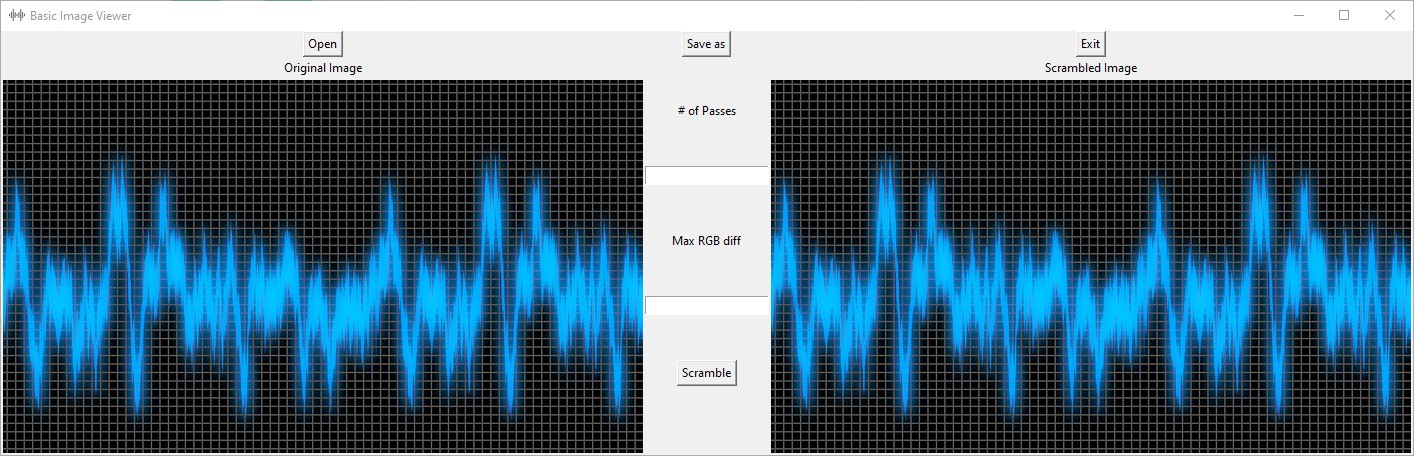 Basic Image Viewer
Open
Save as
Exit
Original Image
Scrambled Image
# of Passes
Max RGB diff
Scramble